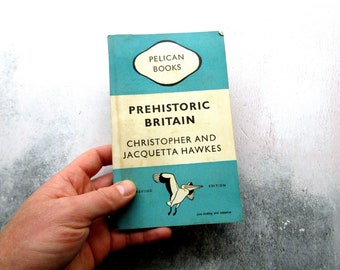 PELICAN
BOOKS
PREHISTORIC
BRITAIN
CHRISTOPHER AND
JACQUETTA HAWKES
EDITION